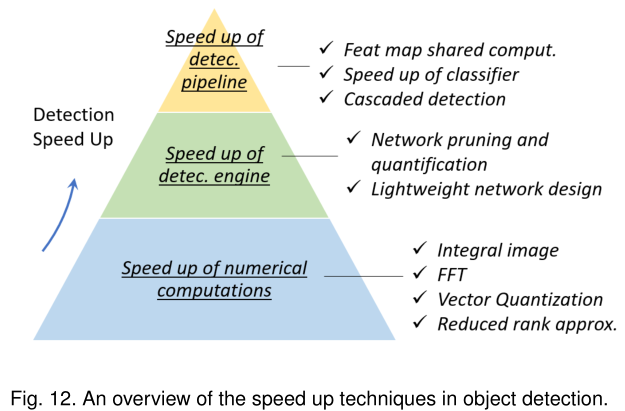 Speed up of
detec.
pipeline
✓ Feat map shared comput.
✓ Speed up of classifier
✓ Cascaded detection
Detection
Speed Up
Speed up of
detec. engine
✓ Network pruning and
quantification
✓ Lightweight network design
Speed up of numerical
computations
✓ Integral image
✓ FFT
✓ Vector Quantization
✓ Reduced rank approx.
Fig. 12. An overview of the speed up techniques in object detection.